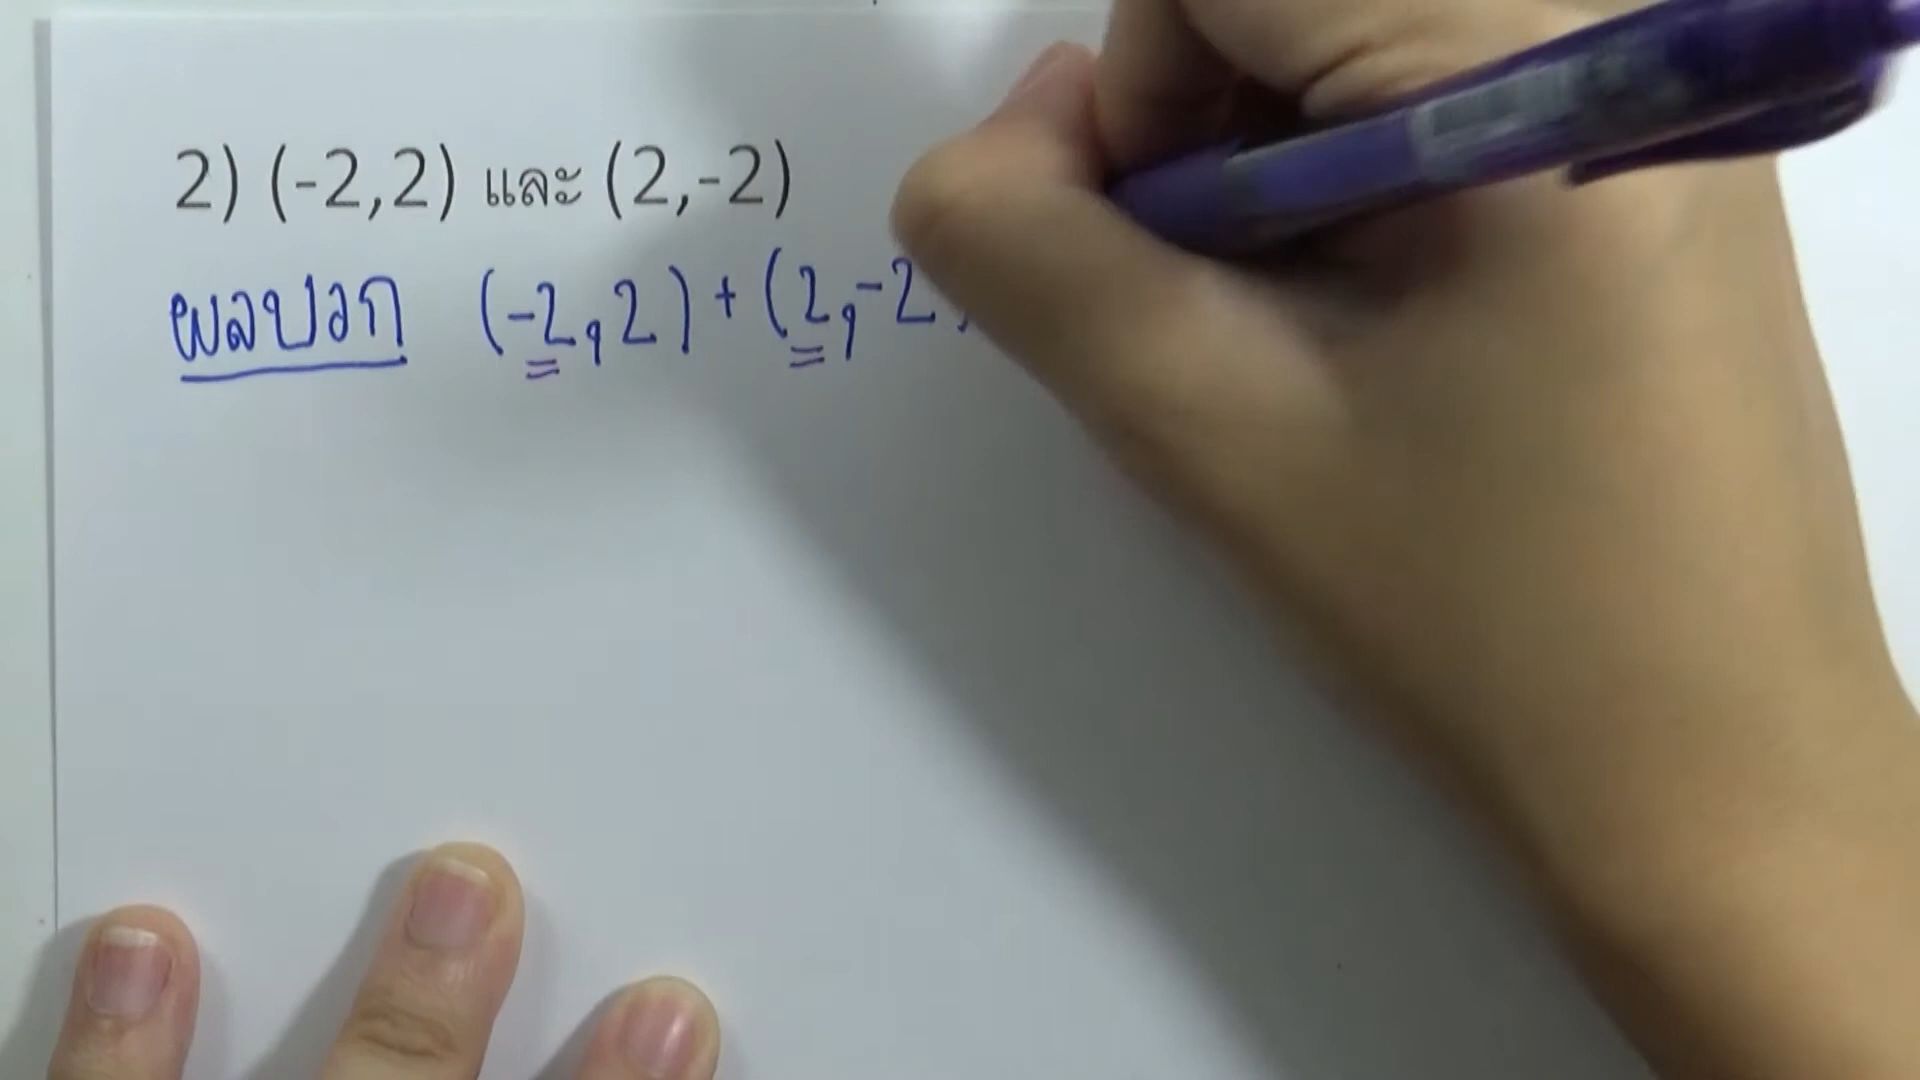 2) (-2,2) และ (2,-2)
ผลบวก (-2,2) + (2,-2)